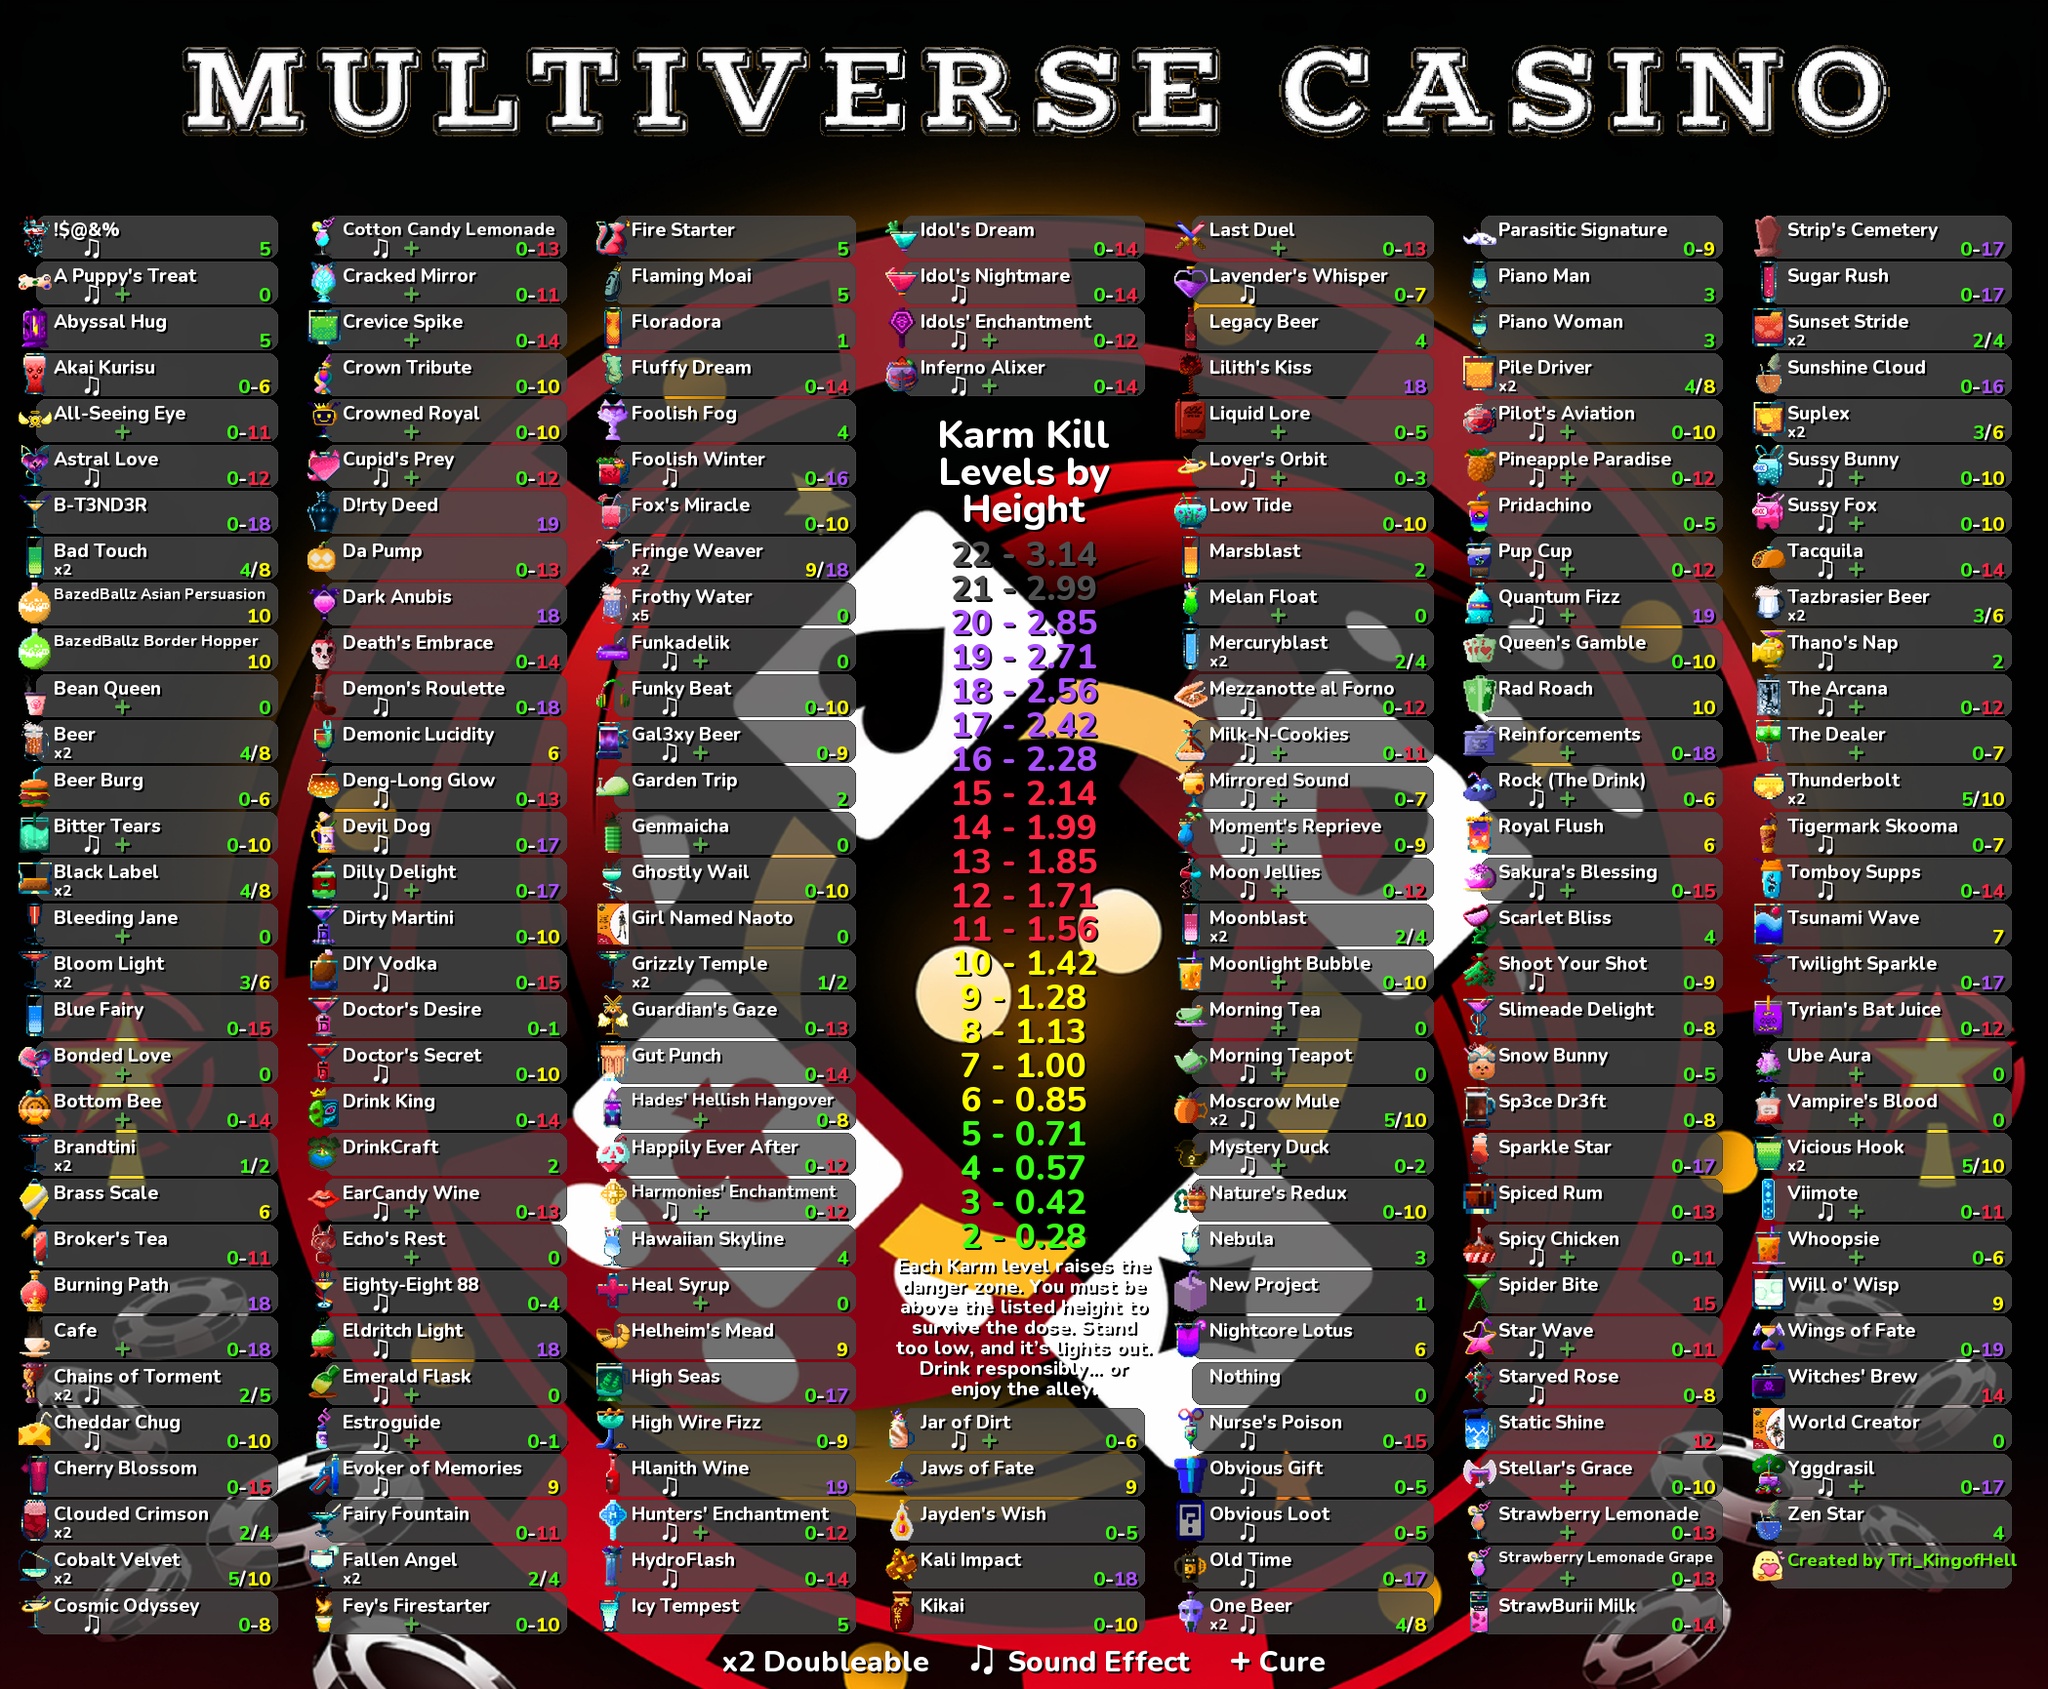 MULTIVERSE CASINO
!$@&%
♫ 5
A Puppy's Treat
♫ + 0
Abyssal Hug
5
Akai Kurisu
♫ 0-6
All-Seeing Eye
+ 0-11
Astral Love
♫ 0-12
B-T3ND3R
0-18
Bad Touch
x2 4/8
BazedBallz Asian Persuasion
10
BazedBallz Border Hopper
10
Bean Queen
+ 0
Beer
x2 4/8
Beer Burg
0-6
Bitter Tears
♫ + 0-10
Black Label
x2 4/8
Bleeding Jane
+ 0
Bloom Light
x2 3/6
Blue Fairy
0-15
Bonded Love
+ 0
Bottom Bee
+ 0-14
Brandtini
x2 1/2
Brass Scale
6
Broker's Tea
0-11
Burning Path
18
Cafe
+ 0-18
Chains of Torment
x2 ♫ 2/5
Cheddar Chug
♫ 0-10
Cherry Blossom
0-15
Clouded Crimson
x2 2/4
Cobalt Velvet
x2 5/10
Cosmic Odyssey
♫ 0-8
Cotton Candy Lemonade
♫ + 0-13
Cracked Mirror
+ 0-11
Crevice Spike
+ 0-14
Crown Tribute
0-10
Crowned Royal
+ 0-10
Cupid's Prey
♫ + 0-12
D!rty Deed
19
Da Pump
0-13
Dark Anubis
18
Death's Embrace
0-14
Demon's Roulette
♫ 0-18
Demonic Lucidity
6
Deng-Long Glow
♫ 0-13
Devil Dog
♫ 0-17
Dilly Delight
♫ + 0-17
Dirty Martini
0-10
DIY Vodka
♫ 0-15
Doctor's Desire
0-1
Doctor's Secret
♫ 0-10
Drink King
0-14
DrinkCraft
2
EarCandy Wine
♫ + 0-13
Echo's Rest
+ 0
Eighty-Eight 88
♫ 0-4
Eldritch Light
♫ 18
Emerald Flask
♫ + 0
Estroguide
♫ + 0-1
Evoker of Memories
♫ 9
Fairy Fountain
0-11
Fallen Angel
x2 2/4
Fey's Firestarter
+ 0-10
Fire Starter
5
Flaming Moai
5
Floradora
1
Fluffy Dream
0-14
Foolish Fog
4
Foolish Winter
♫ 0-16
Fox's Miracle
0-10
Fringe Weaver
x2 9/18
Frothy Water
x5 0
Funkadelik
♫ + 0
Funky Beat
♫ 0-10
Gal3xy Beer
♫ + 0-9
Garden Trip
2
Genmaicha
+ 0
Ghostly Wail
0-10
Girl Named Naoto
0
Grizzly Temple
x2 1/2
Guardian's Gaze
0-13
Gut Punch
0-14
Hades' Hellish Hangover
+ 0-8
Happily Ever After
0-12
Harmonies' Enchantment
♫ + 0-12
Hawaiian Skyline
4
Heal Syrup
+ 0
Helheim's Mead
9
High Seas
0-17
High Wire Fizz
0-9
Hlanith Wine
♫ 19
Hunters' Enchantment
♫ + 0-12
HydroFlash
♫ 0-14
Icy Tempest
5
Idol's Dream
0-14
Idol's Nightmare
♫ 0-14
Idols' Enchantment
♫ + 0-12
Inferno Alixer
♫ + 0-14
Karm Kill
Levels by
Height
22 - 3.14
21 - 2.99
20 - 2.85
19 - 2.71
18 - 2.56
17 - 2.42
16 - 2.28
15 - 2.14
14 - 1.99
13 - 1.85
12 - 1.71
11 - 1.56
10 - 1.42
9 - 1.28
8 - 1.13
7 - 1.00
6 - 0.85
5 - 0.71
4 - 0.57
3 - 0.42
2 - 0.28
Each Karm level raises the
danger zone. You must be
above the listed height to
survive the dose. Stand
too low, and it's lights out.
Drink responsibly... or
enjoy the alley.
Jar of Dirt
♫ + 0-6
Jaws of Fate
9
Jayden's Wish
0-5
Kali Impact
0-18
Kikai
0-10
Last Duel
+ 0-13
Lavender's Whisper
♫ 0-7
Legacy Beer
4
Lilith's Kiss
18
Liquid Lore
+ 0-5
Lover's Orbit
♫ + 0-3
Low Tide
0-10
Marsblast
2
Melan Float
+ 0
Mercuryblast
x2 2/4
Mezzanotte al Forno
♫ 0-12
Milk-N-Cookies
♫ + 0-11
Mirrored Sound
♫ + 0-7
Moment's Reprieve
♫ + 0-9
Moon Jellies
♫ + 0-12
Moonblast
x2 2/4
Moonlight Bubble
+ 0-10
Morning Tea
+ 0
Morning Teapot
♫ + 0
Moscrow Mule
x2 ♫ 5/10
Mystery Duck
♫ + 0-2
Nature's Redux
0-10
Nebula
3
New Project
1
Nightcore Lotus
6
Nothing
0
Nurse's Poison
♫ 0-15
Obvious Gift
♫ 0-5
Obvious Loot
♫ 0-5
Old Time
♫ 0-17
One Beer
x2 ♫ 4/8
Parasitic Signature
0-9
Piano Man
3
Piano Woman
3
Pile Driver
x2 4/8
Pilot's Aviation
♫ + 0-10
Pineapple Paradise
♫ + 0-12
Pridachino
0-5
Pup Cup
♫ + 0-12
Quantum Fizz
♫ + 19
Queen's Gamble
0-10
Rad Roach
10
Reinforcements
+ 0-18
Rock (The Drink)
♫ + 0-6
Royal Flush
6
Sakura's Blessing
♫ + 0-15
Scarlet Bliss
4
Shoot Your Shot
♫ 0-9
Slimeade Delight
0-8
Snow Bunny
0-5
Sp3ce Dr3ft
0-8
Sparkle Star
0-17
Spiced Rum
0-13
Spicy Chicken
♫ + 0-11
Spider Bite
15
Star Wave
♫ + 0-11
Starved Rose
♫ 0-8
Static Shine
12
Stellar's Grace
+ 0-10
Strawberry Lemonade
+ 0-13
Strawberry Lemonade Grape
+ 0-13
StrawBurii Milk
0-14
Strip's Cemetery
0-17
Sugar Rush
0-17
Sunset Stride
x2 2/4
Sunshine Cloud
0-16
Suplex
x2 3/6
Sussy Bunny
♫ + 0-10
Sussy Fox
♫ + 0-10
Tacquila
♫ + 0-14
Tazbrasier Beer
x2 3/6
Thano's Nap
♫ 2
The Arcana
♫ + 0-12
The Dealer
+ 0-7
Thunderbolt
x2 5/10
Tigermark Skooma
♫ 0-7
Tomboy Supps
♫ 0-14
Tsunami Wave
7
Twilight Sparkle
0-17
Tyrian's Bat Juice
0-12
Ube Aura
+ 0
Vampire's Blood
+ 0
Vicious Hook
x2 5/10
Viimote
♫ + 0-11
Whoopsie
+ 0-6
Will o' Wisp
9
Wings of Fate
0-19
Witches' Brew
14
World Creator
0
Yggdrasil
♫ + 0-17
Zen Star
4
Created by Tri_KingofHell
x2 Doubleable ♫ Sound Effect + Cure